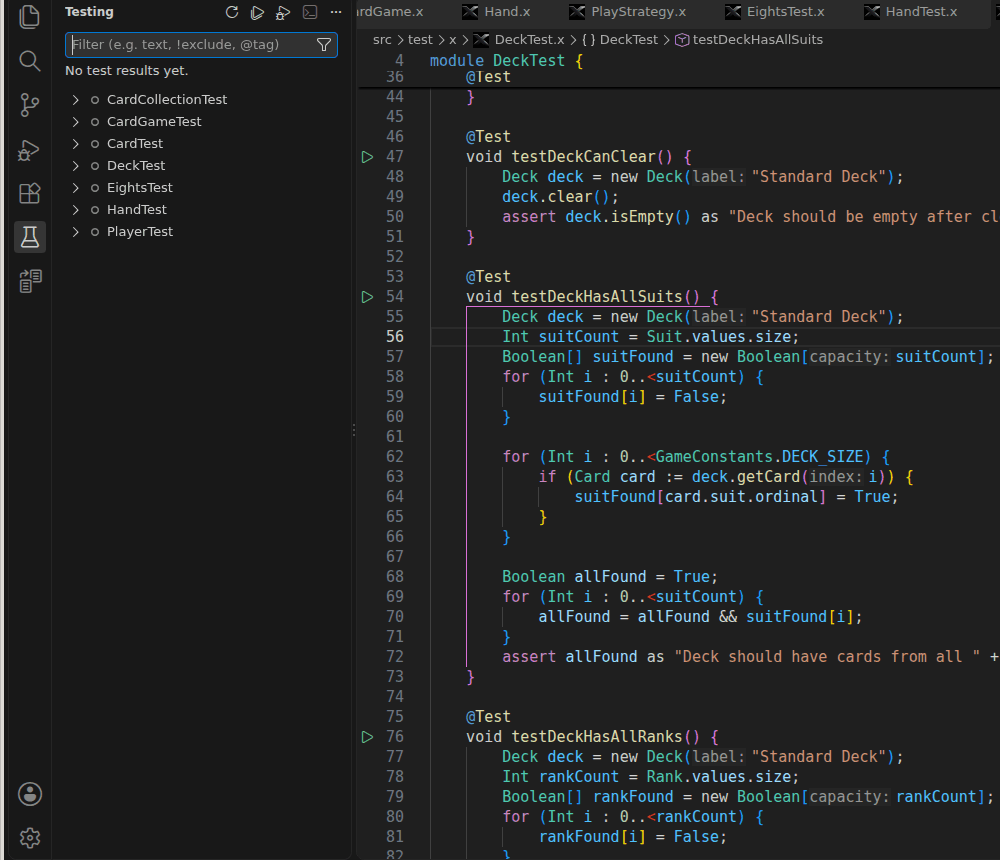 Testing
Filter (e.g. text, !exclude, @tag)
No test results yet.
CardCollectionTest
CardGameTest
CardTest
DeckTest
EightsTest
HandTest
PlayerTest
rdGame.x Hand.x PlayStrategy.x EightsTest.x HandTest.x
src > test > x > DeckTest.x > { } DeckTest > testDeckHasAllSuits
4 module DeckTest {
36 @Test
44 }
45
46 @Test
47 void testDeckCanClear() {
48 Deck deck = new Deck(label: "Standard Deck");
49 deck.clear();
50 assert deck.isEmpty() as "Deck should be empty after cl
51 }
52
53 @Test
54 void testDeckHasAllSuits() {
55 Deck deck = new Deck(label: "Standard Deck");
56 Int suitCount = Suit.values.size;
57 Boolean[] suitFound = new Boolean[capacity: suitCount];
58 for (Int i : 0..<suitCount) {
59 suitFound[i] = False;
60 }
61
62 for (Int i : 0..<GameConstants.DECK_SIZE) {
63 if (Card card := deck.getCard(index: i)) {
64 suitFound[card.suit.ordinal] = True;
65 }
66 }
67
68 Boolean allFound = True;
69 for (Int i : 0..<suitCount) {
70 allFound = allFound && suitFound[i];
71 }
72 assert allFound as "Deck should have cards from all " +
73 }
74
75 @Test
76 void testDeckHasAllRanks() {
77 Deck deck = new Deck(label: "Standard Deck");
78 Int rankCount = Rank.values.size;
79 Boolean[] rankFound = new Boolean[capacity: rankCount];
80 for (Int i : 0..<rankCount) {
81 rankFound[i] = False;
82 }